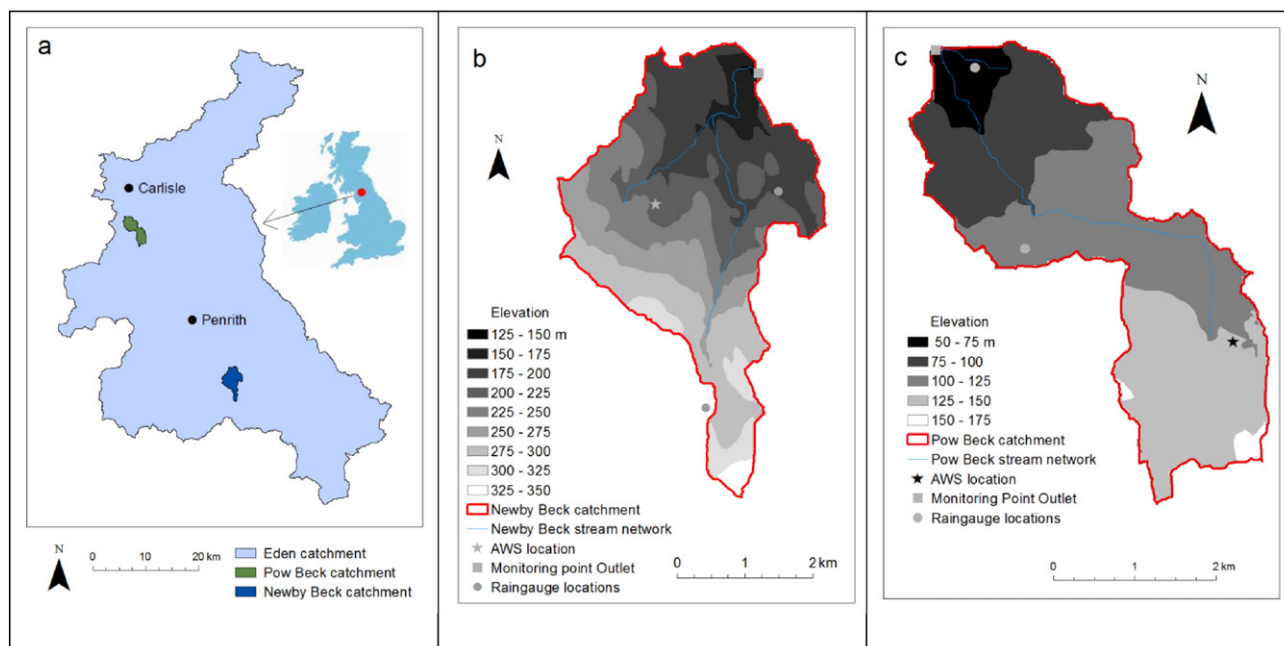 a
Carlisle
Penrith
N
0 10 20 km
Eden catchment
Pow Beck catchment
Newby Beck catchment
b
N
Elevation
125 - 150 m
150 - 175
175 - 200
200 - 225
225 - 250
250 - 275
275 - 300
300 - 325
325 - 350
Newby Beck catchment
Newby Beck stream network
AWS location
Monitoring point Outlet
Raingauge locations
0 1 2 km
c
N
Elevation
50 - 75 m
75 - 100
100 - 125
125 - 150
150 - 175
Pow Beck catchment
Pow Beck stream network
AWS location
Monitoring Point Outlet
Raingauge locations
0 1 2 km